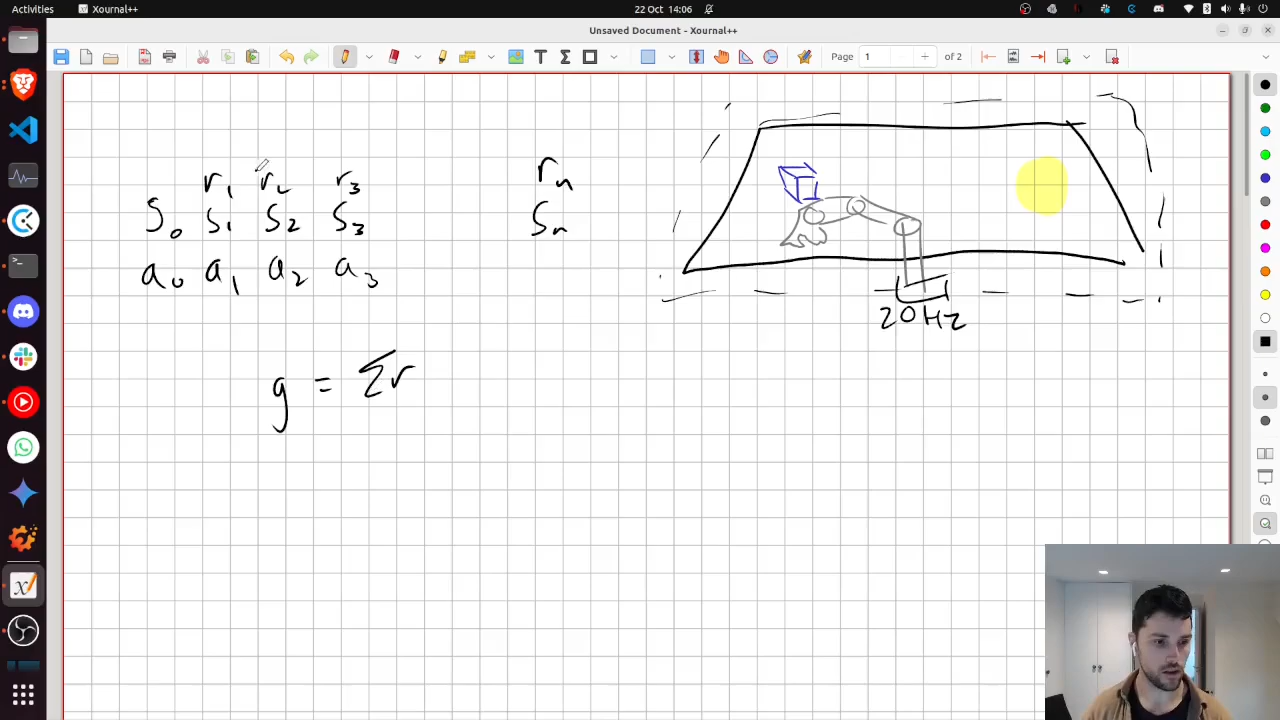 Activities Xournal++ 22 Oct 14:06
Unsaved Document - Xournal++
Page 1 of 2
r₁ r₂ r₃ rₙ
S₀ S₁ S₂ S₃ Sₙ
a₀ a₁ a₂ a₃
20Hz
g = Σr